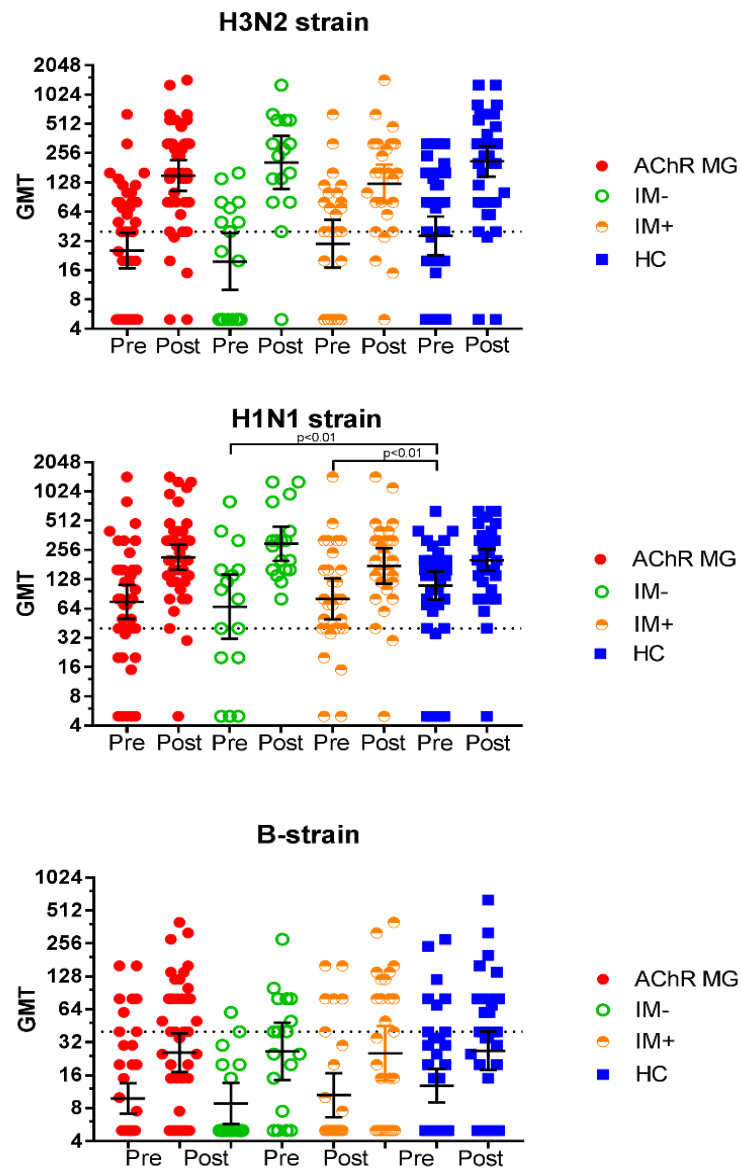 H3N2 strain
2048
1024
512
256
128
64
32
16
8
4
GMT
Pre Post Pre Post Pre Post Pre Post
AChR MG
IM-
IM+
HC
H1N1 strain
p<0.01
p<0.01
2048
1024
512
256
128
64
32
16
8
4
GMT
Pre Post Pre Post Pre Post Pre Post
AChR MG
IM-
IM+
HC
B-strain
1024
512
256
128
64
32
16
8
4
GMT
Pre Post Pre Post Pre Post Pre Post
AChR MG
IM-
IM+
HC